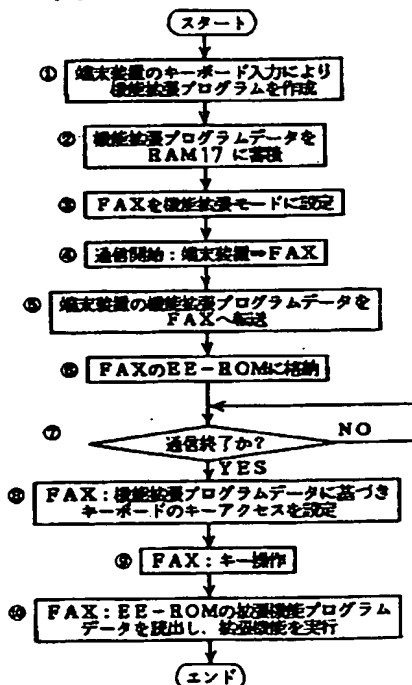 スタート
① 端末装置のキーボード入力により
機能拡張プログラムを作成
② 機能拡張プログラムデータを
RAM17に蓄積
③ FAXを機能拡張モードに設定
④ 通信開始:端末装置⇒FAX
⑤ 端末装置の機能拡張プログラムデータを
FAXへ転送
⑥ FAXのEE-ROMに格納
⑦ 通信終了か? NO
YES
⑧ FAX:機能拡張プログラムデータに基づき
キーボードのキーアクセスを設定
⑨ FAX:キー操作
⑩ FAX:EE-ROMの拡張機能プログラム
データを読出し、拡張機能を実行
エンド